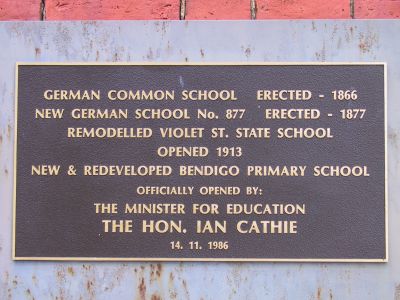 GERMAN COMMON SCHOOL ERECTED - 1866
NEW GERMAN SCHOOL No. 877 ERECTED - 1877
REMODELLED VIOLET ST. STATE SCHOOL
OPENED 1913
NEW & REDEVELOPED BENDIGO PRIMARY SCHOOL
OFFICIALLY OPENED BY:
THE MINISTER FOR EDUCATION
THE HON. IAN CATHIE
14. 11. 1986